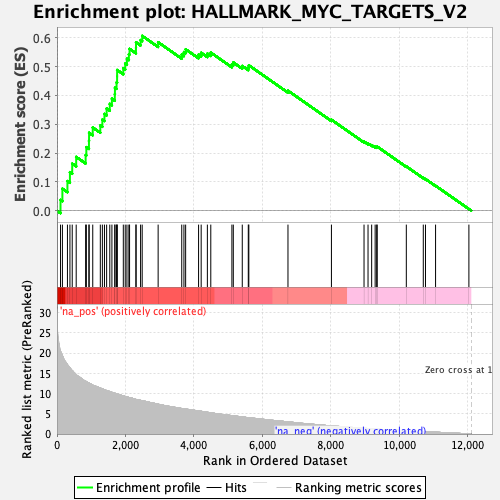 Enrichment plot: HALLMARK_MYC_TARGETS_V2
Enrichment score (ES)
0.6
0.5
0.4
0.3
0.2
0.1
0.0
'na_pos' (positively correlated)
Ranked list metric (PreRanked)
30
25
20
15
10
5
0
Zero cross at 1
'na_neg' (negatively correlated)
0
2,000
4,000
6,000
8,000
10,000
12,000
Rank in Ordered Dataset
Enrichment profile
Hits
Ranking metric scores